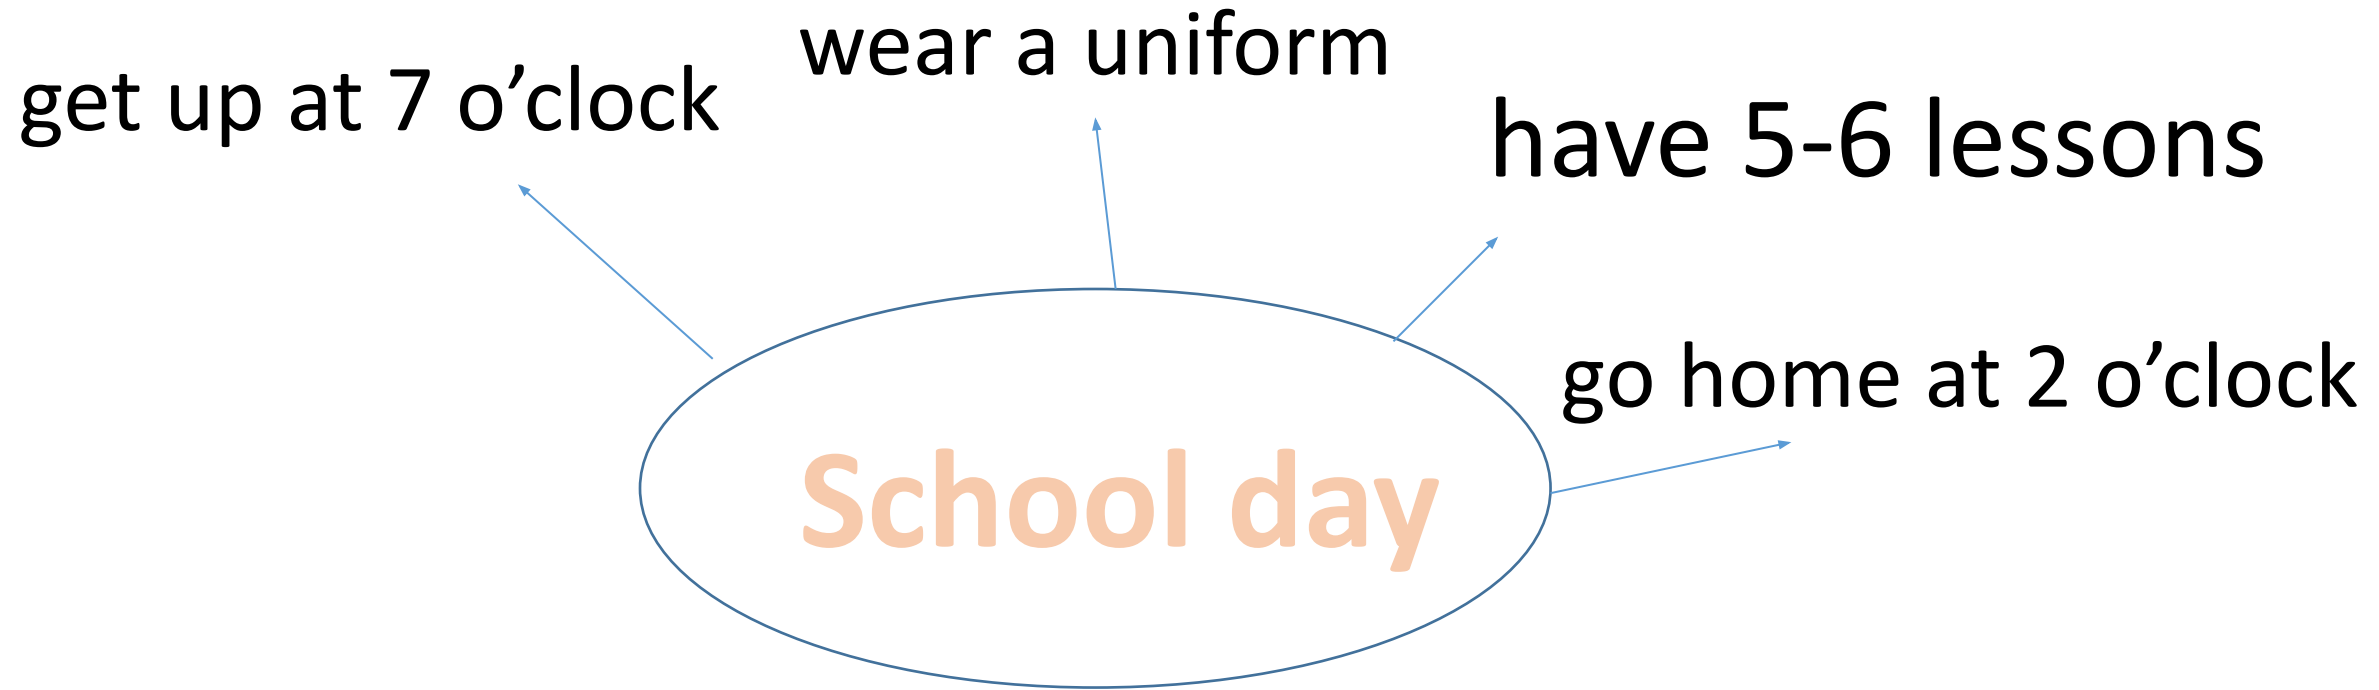 get up at 7 o’clock
wear a uniform
have 5-6 lessons
go home at 2 o’clock
School day